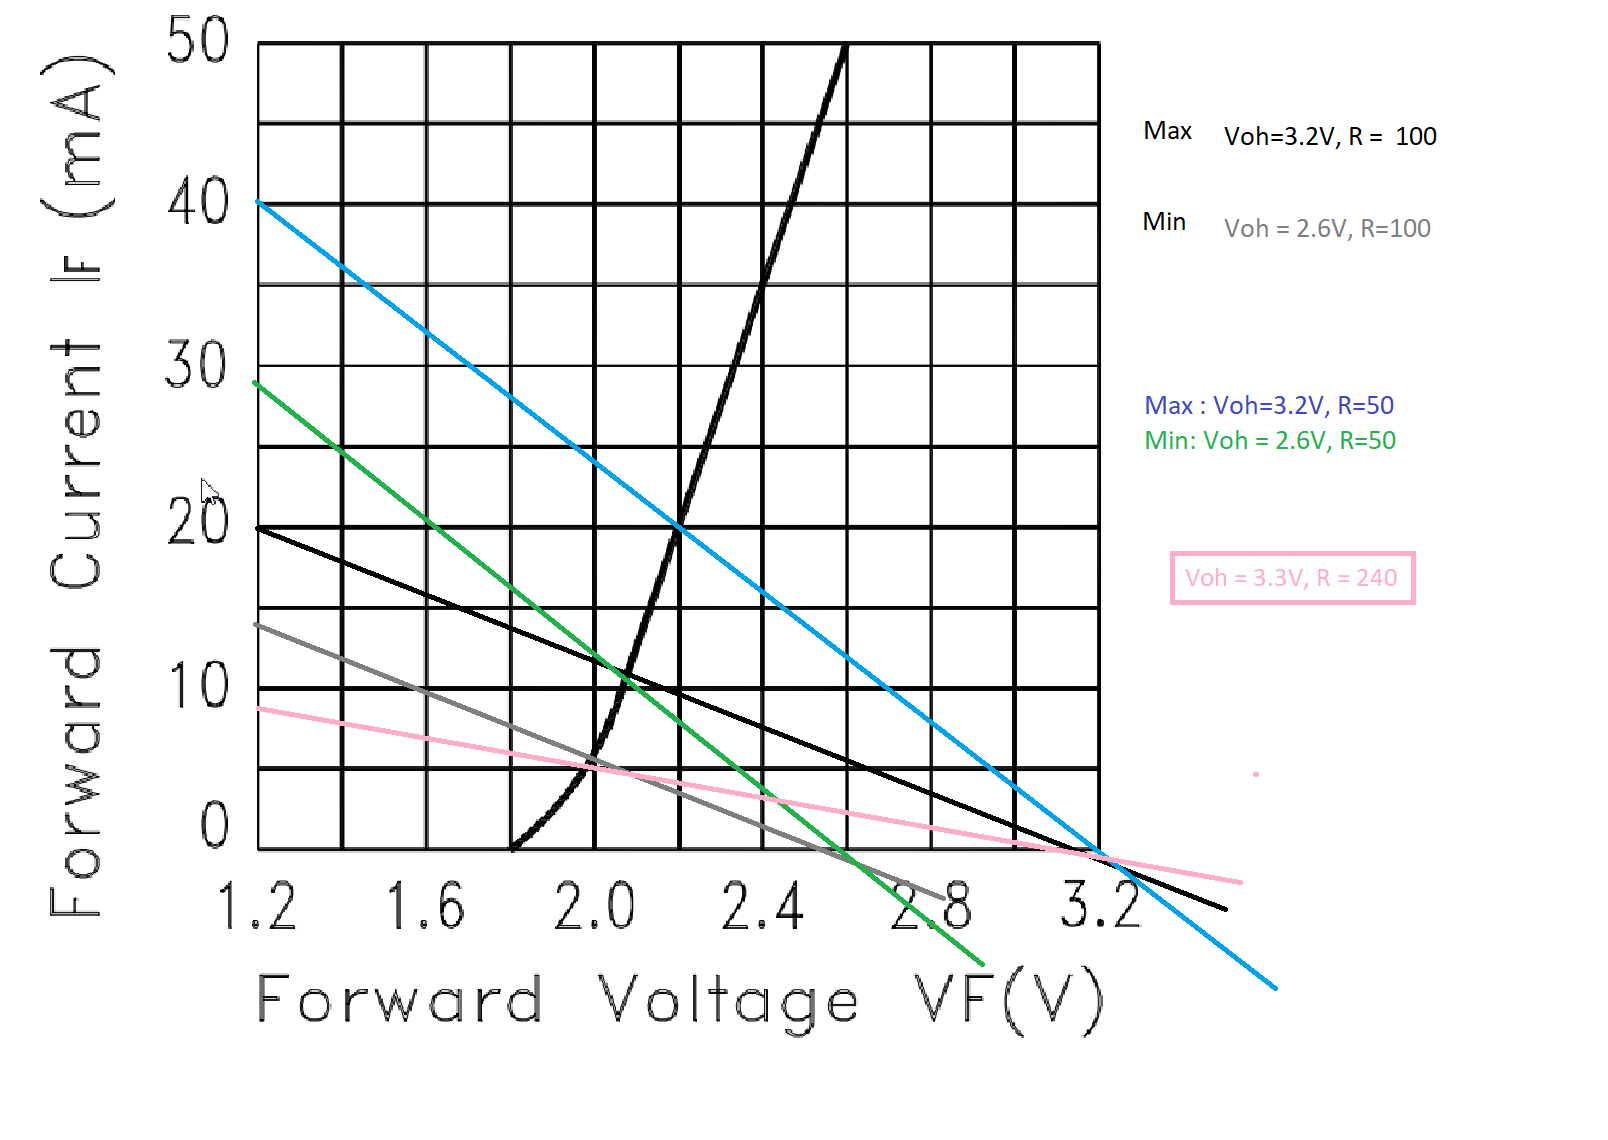 50
40
30
20
10
0
Forward Current IF (mA)
1.2 1.6 2.0 2.4 2.8 3.2
Forward Voltage VF(V)
Max Voh=3.2V, R = 100
Min Voh = 2.6V, R=100
Max : Voh=3.2V, R=50
Min: Voh = 2.6V, R=50
Voh = 3.3V, R = 240